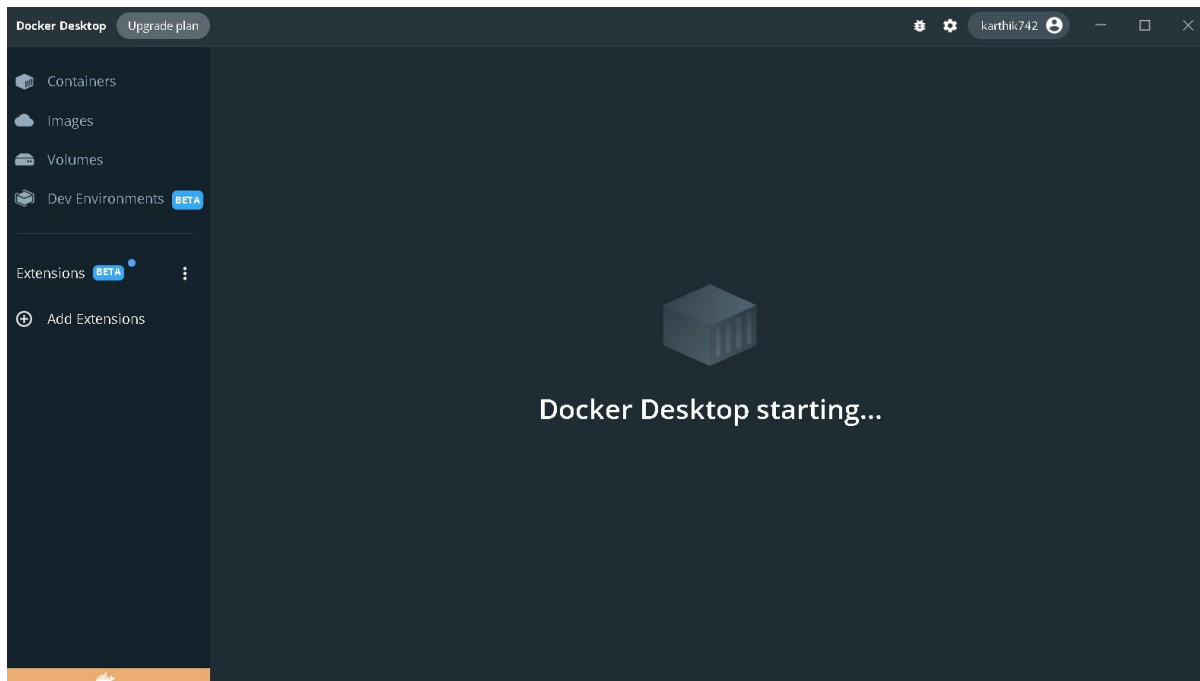 Docker Desktop Upgrade plan karthik742
Containers
Images
Volumes
Dev Environments BETA
Extensions BETA
Add Extensions
Docker Desktop starting...